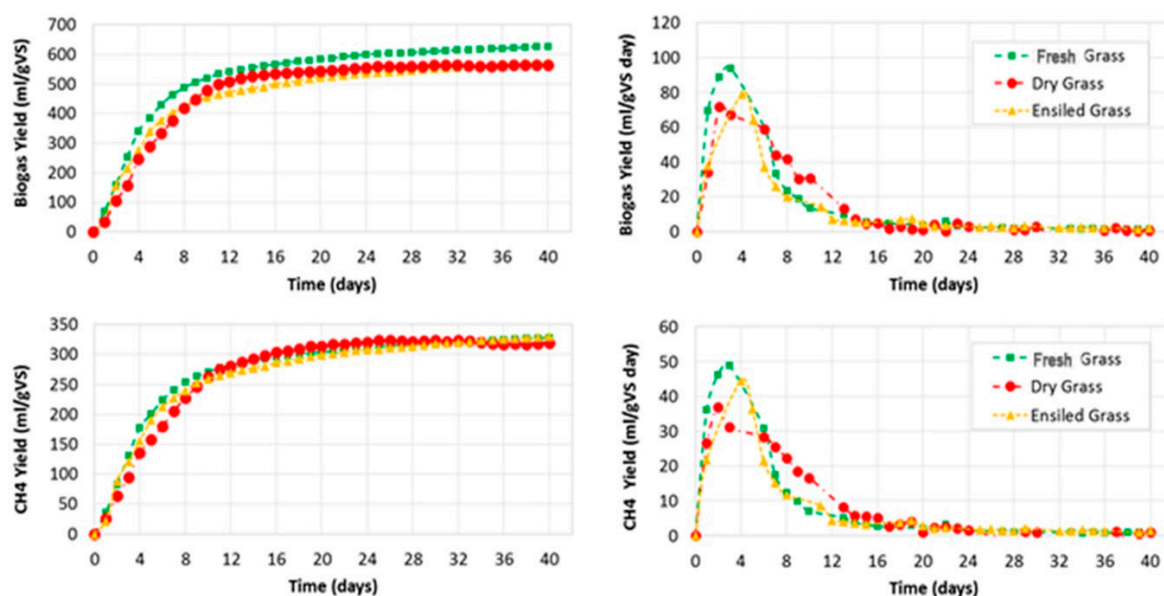 Biogas Yield (ml/gVS)
700
600
500
400
300
200
100
0
0 4 8 12 16 20 24 28 32 36 40
Time (days)
Biogas Yield (ml/gVS day)
120
100
80
60
40
20
0
Fresh Grass
Dry Grass
Ensiled Grass
0 4 8 12 16 20 24 28 32 36 40
Time (days)
CH4 Yield (ml/gVS)
350
300
250
200
150
100
50
0
0 4 8 12 16 20 24 28 32 36 40
Time (days)
CH4 Yield (ml/gVS day)
60
50
40
30
20
10
0
Fresh Grass
Dry Grass
Ensiled Grass
0 4 8 12 16 20 24 28 32 36 40
Time (days)